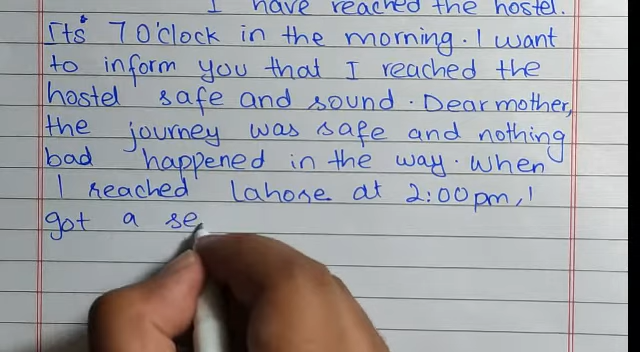 I have reached the hostel.
Its 7 O'clock in the morning. I want
to inform you that I reached the
hostel safe and sound. Dear mother,
the journey was safe and nothing
bad happened in the way. When
I reached Lahore at 2:00pm, I
got a se